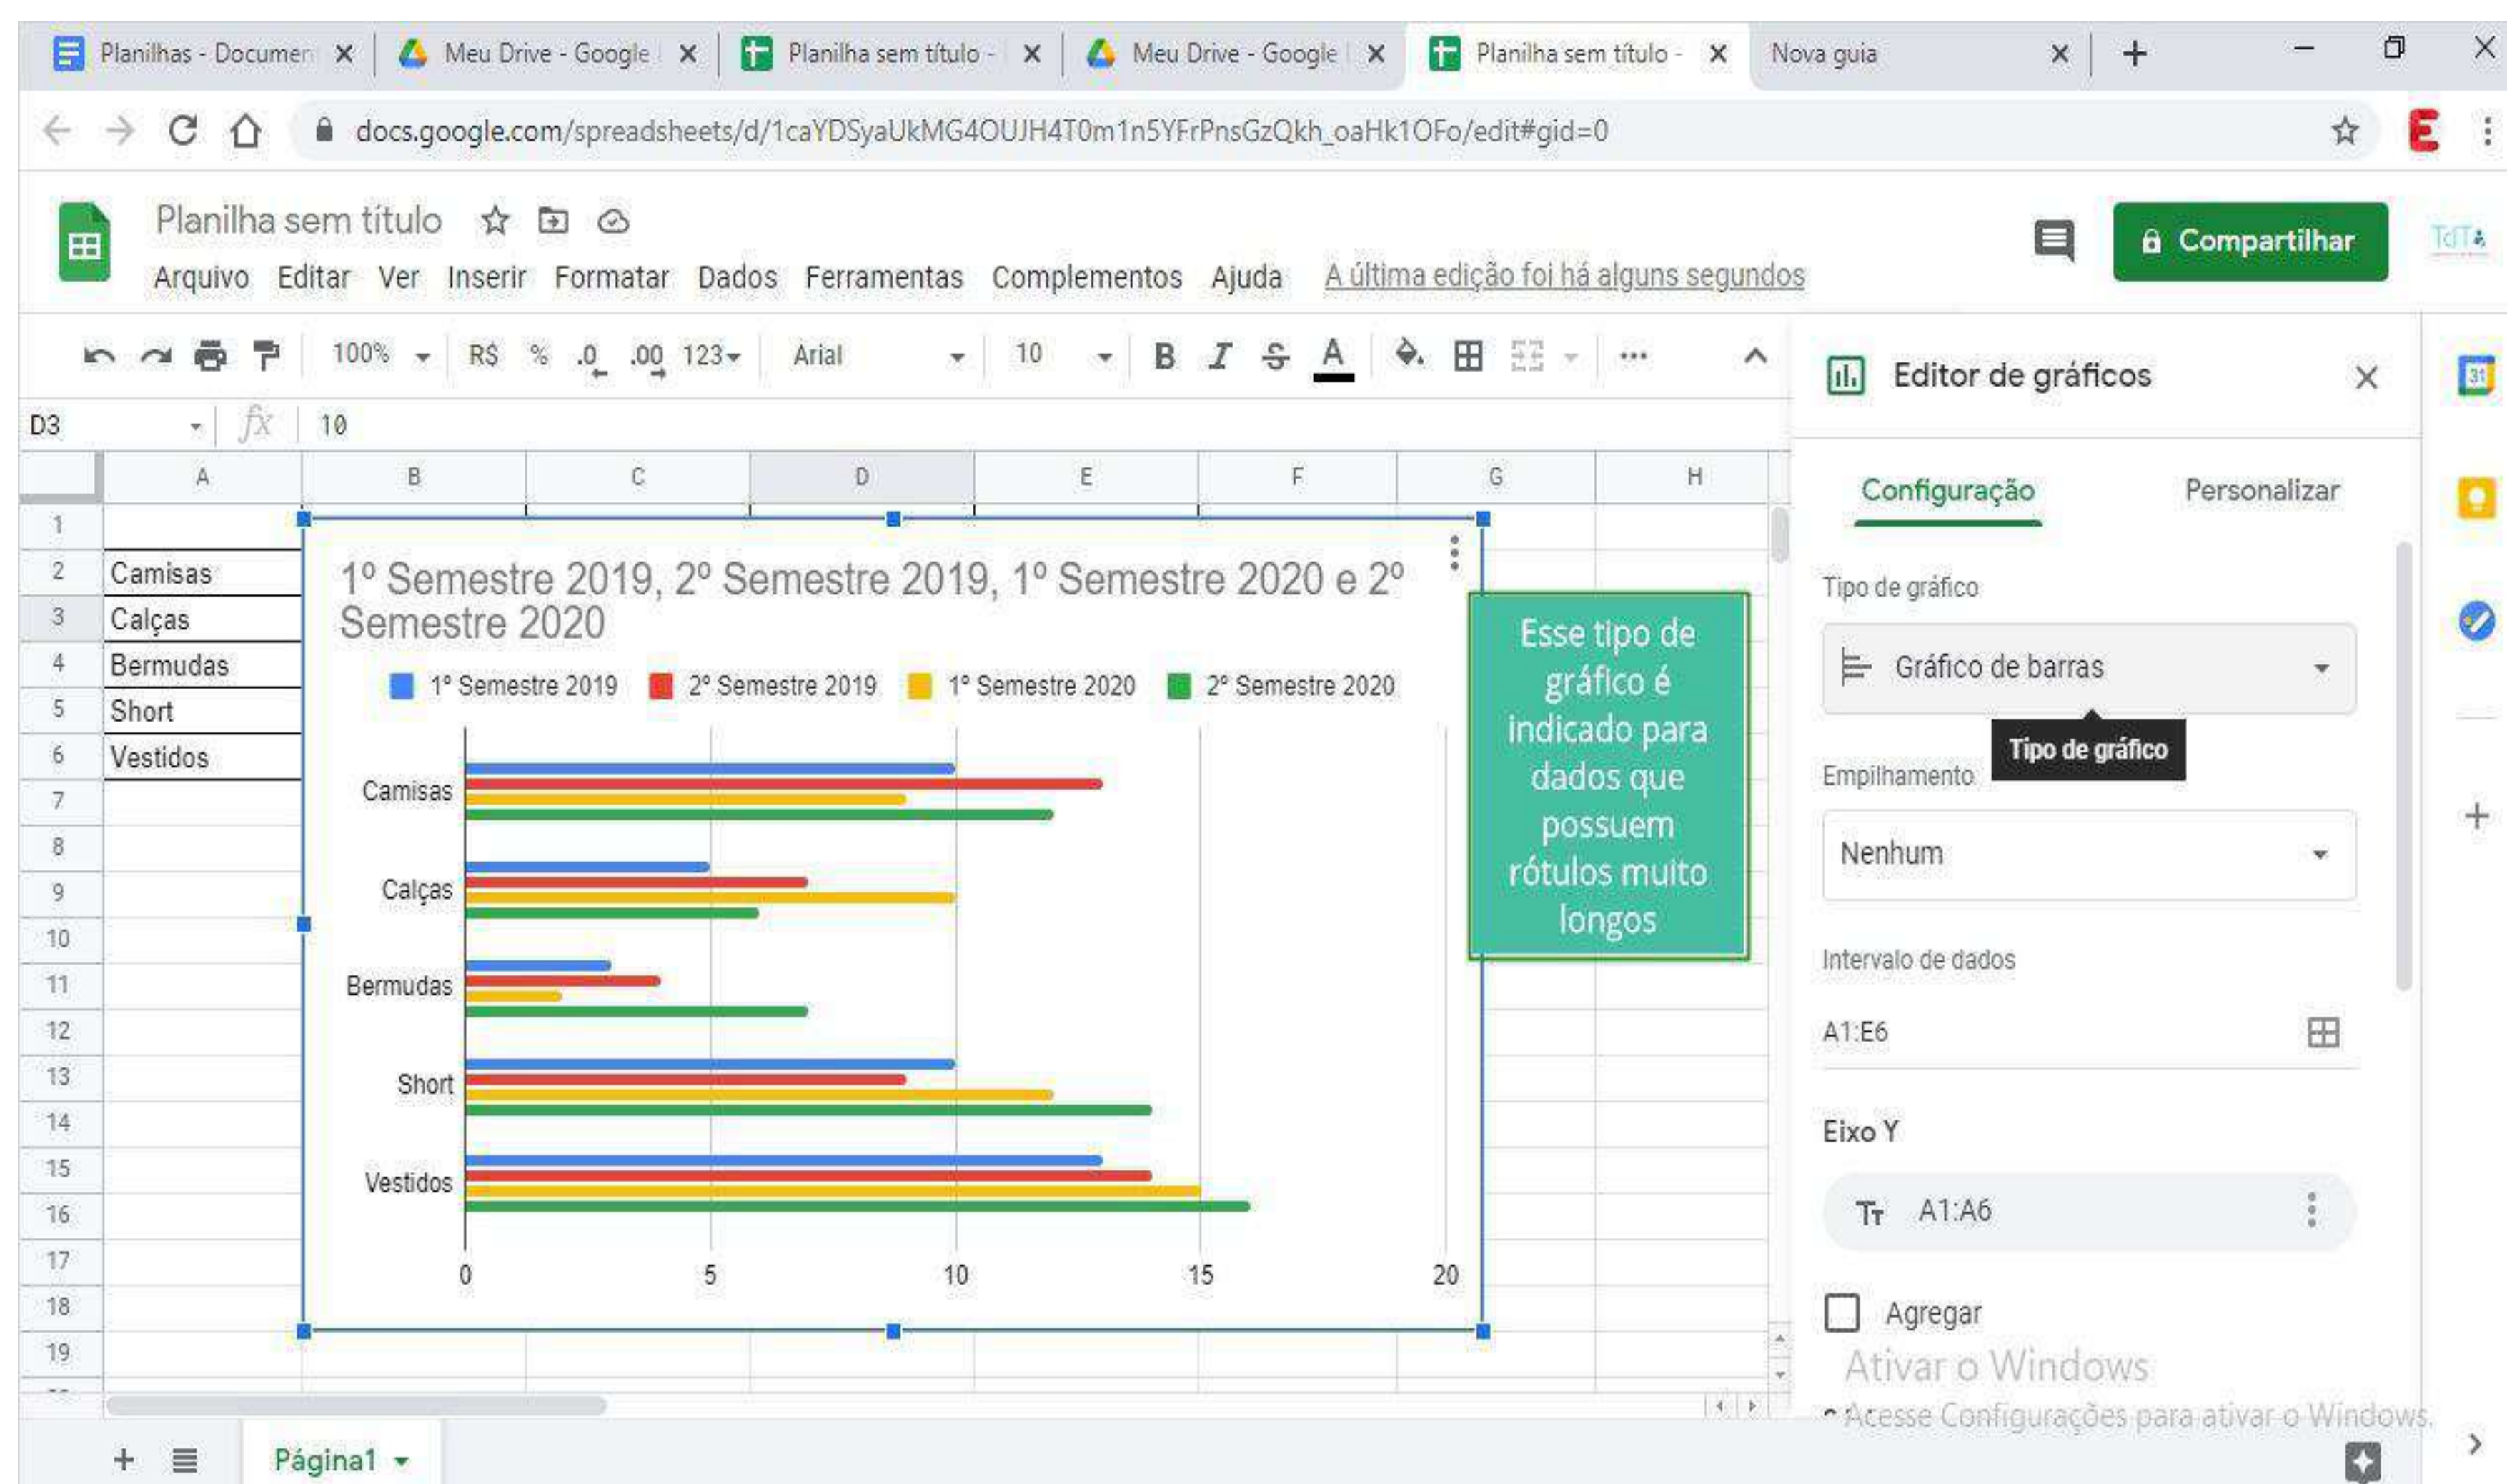 Planilhas - Documen
Meu Drive - Google
Planilha sem título -
Meu Drive - Google
Planilha sem título -
Nova guia
docs.google.com/spreadsheets/d/1caYDSyaUkMG4OUJH4T0m1n5YFrPnsGzQkh_oaHk1OFo/edit#gid=0
Planilha sem título
Compartilhar
TdTa
Arquivo Editar Ver Inserir Formatar Dados Ferramentas Complementos Ajuda A última edição foi há alguns segundos
100% R$ % .0 .00 123 Arial 10 B I S A
Editor de gráficos
31
D3 fx 10
A B C D E F G H
Configuração Personalizar
1
2 Camisas
3 Calças
4 Bermudas
5 Short
6 Vestidos
7
8
9
10
11
12
13
14
15
16
17
18
19
1º Semestre 2019, 2º Semestre 2019, 1º Semestre 2020 e 2º
Semestre 2020
1º Semestre 2019 2º Semestre 2019 1º Semestre 2020 2º Semestre 2020
Camisas
Calças
Bermudas
Short
Vestidos
0 5 10 15 20
Esse tipo de
gráfico é
indicado para
dados que
possuem
rótulos muito
longos
Tipo de gráfico
Gráfico de barras
Tipo de gráfico
Empilhamento
Nenhum
Intervalo de dados
A1:E6
Eixo Y
Tт A1:A6
Agregar
Ativar o Windows
Acesse Configurações para ativar o Windows.
Página1